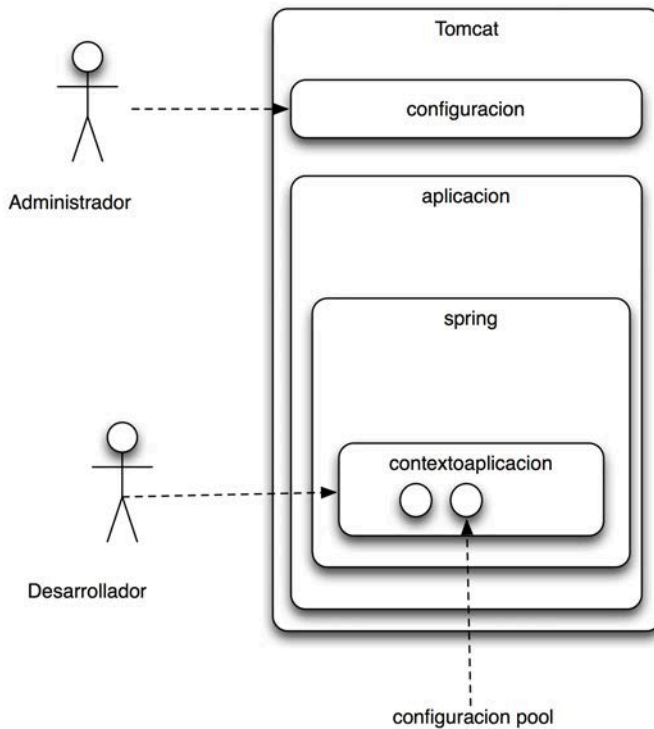 Tomcat
configuracion
Administrador
aplicacion
spring
contextoaplicacion
Desarrollador
configuracion pool